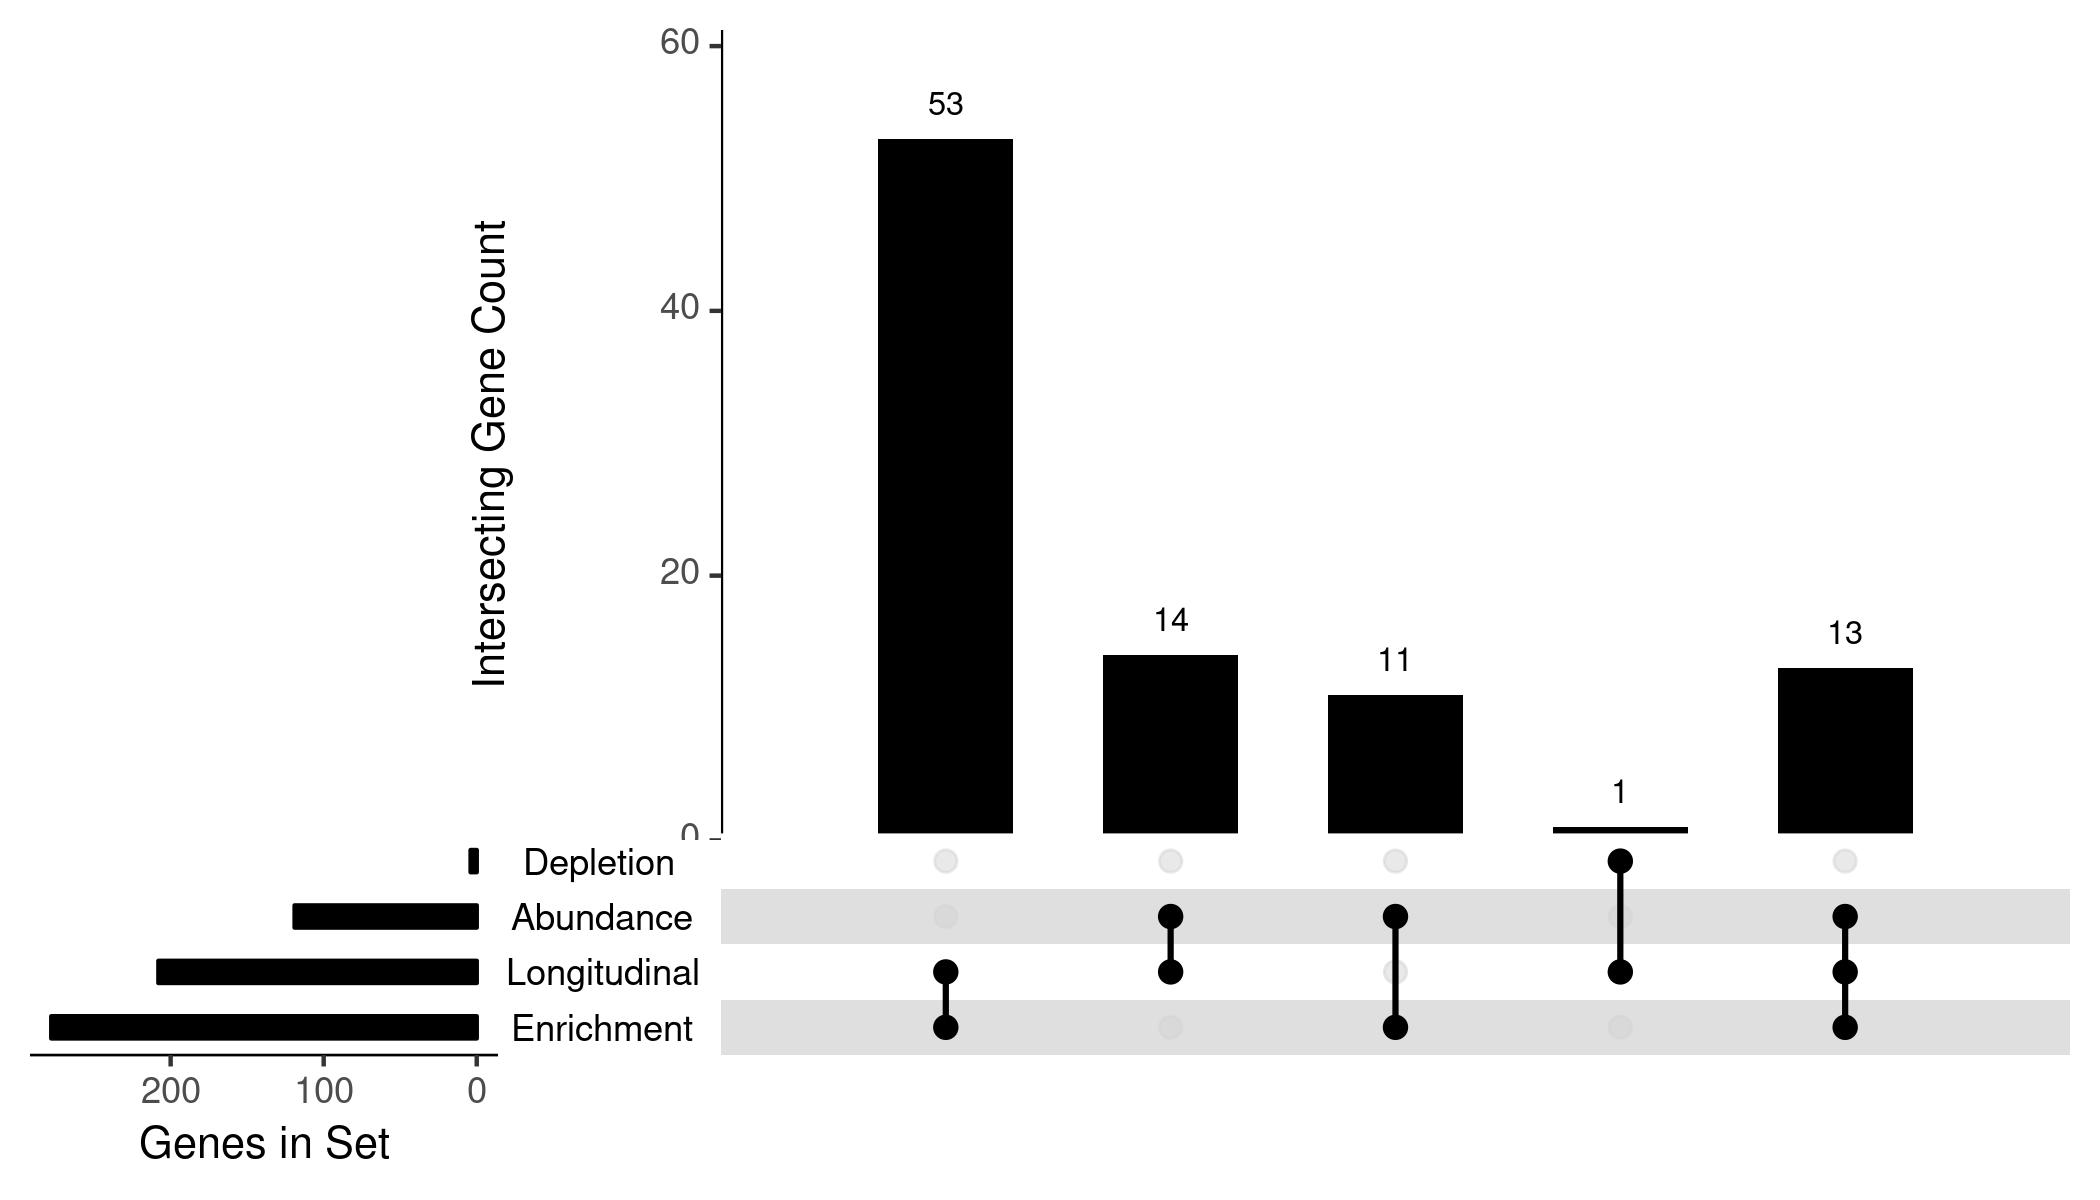 60
40
20
0
Intersecting Gene Count
53
14
11
1
13
Depletion
Abundance
Longitudinal
Enrichment
200 100 0
Genes in Set